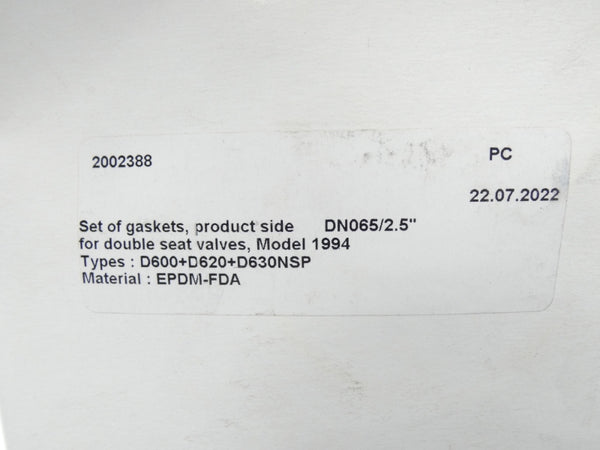 2002388 PC
22.07.2022
Set of gaskets, product side DN065/2.5"
for double seat valves, Model 1994
Types : D600+D620+D630NSP
Material : EPDM-FDA